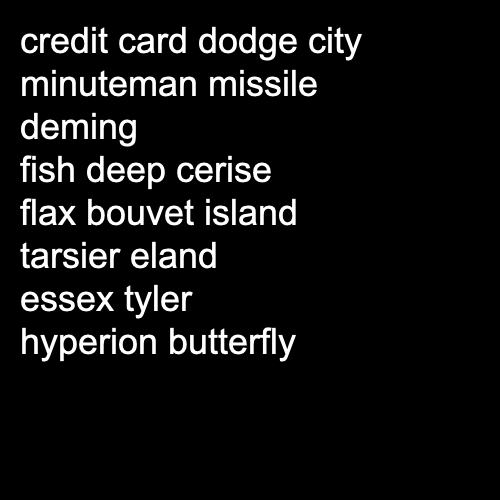 credit card dodge city
minuteman missile
deming
fish deep cerise
flax bouvet island
tarsier eland
essex tyler
hyperion butterfly